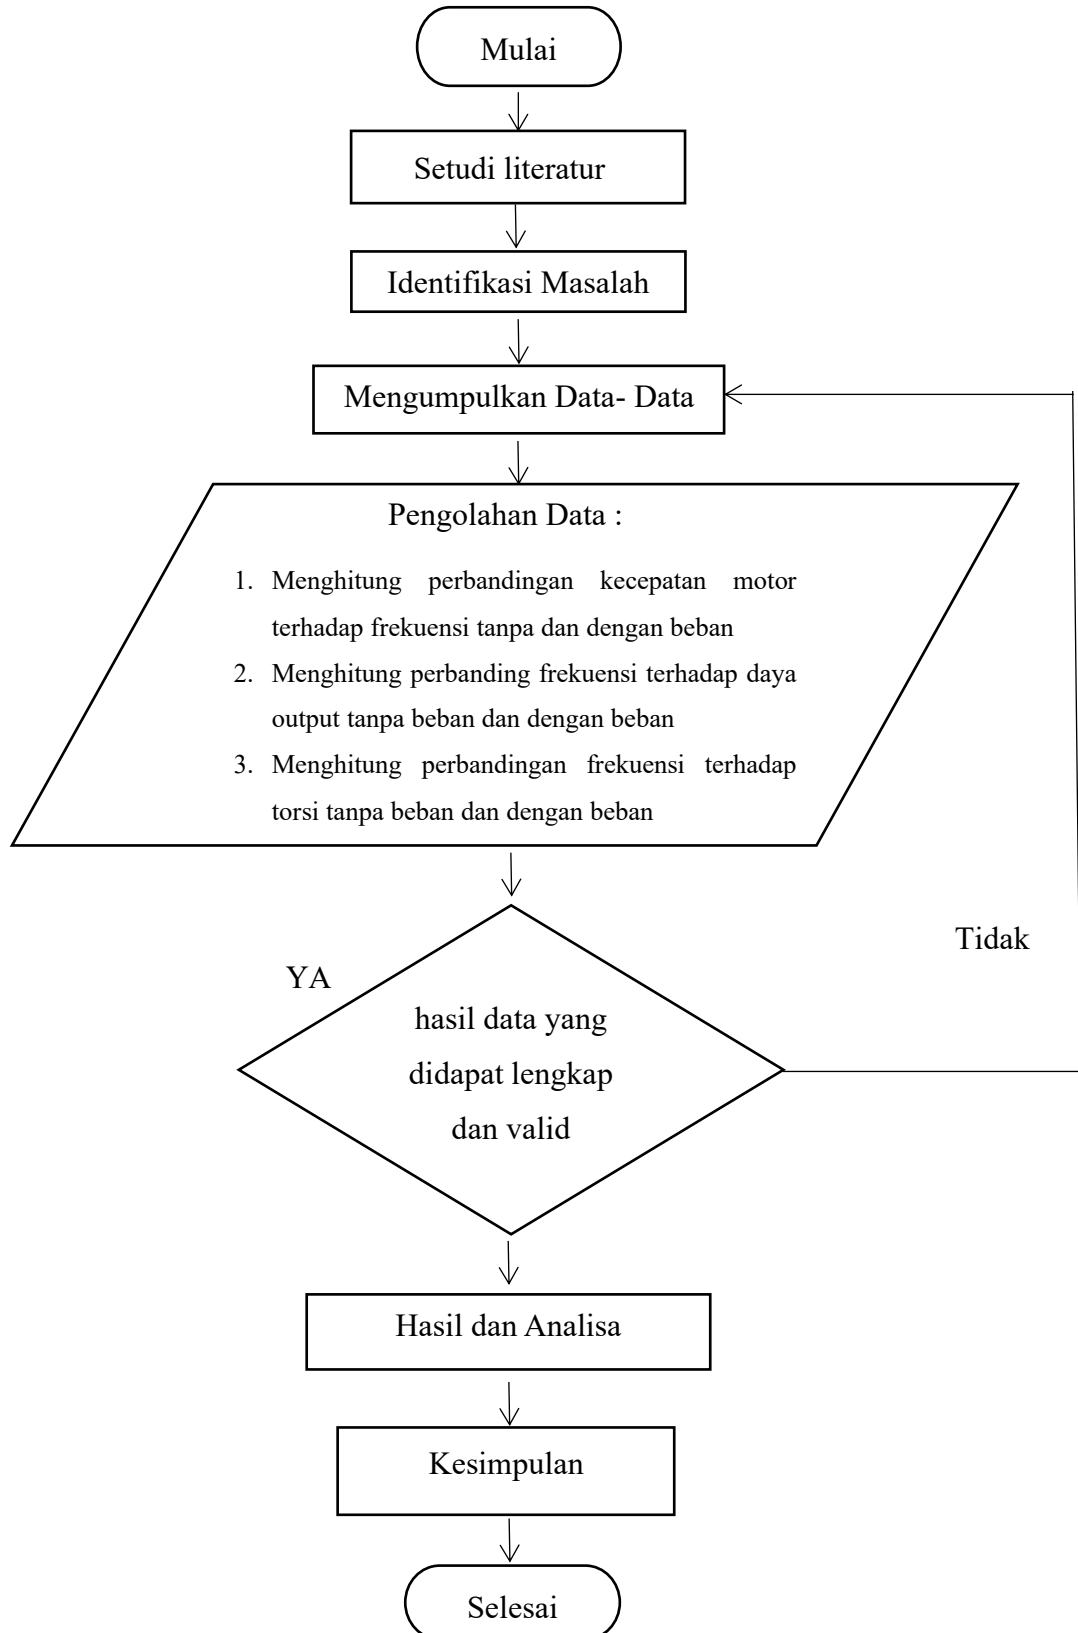 Mulai
Setudi literatur
Identifikasi Masalah
Mengumpulkan Data- Data
Pengolahan Data :
1. Menghitung perbandingan kecepatan motor
terhadap frekuensi tanpa dan dengan beban
2. Menghitung perbanding frekuensi terhadap daya
output tanpa beban dan dengan beban
3. Menghitung perbandingan frekuensi terhadap
torsi tanpa beban dan dengan beban
Tidak
YA
hasil data yang
didapat lengkap
dan valid
Hasil dan Analisa
Kesimpulan
Selesai